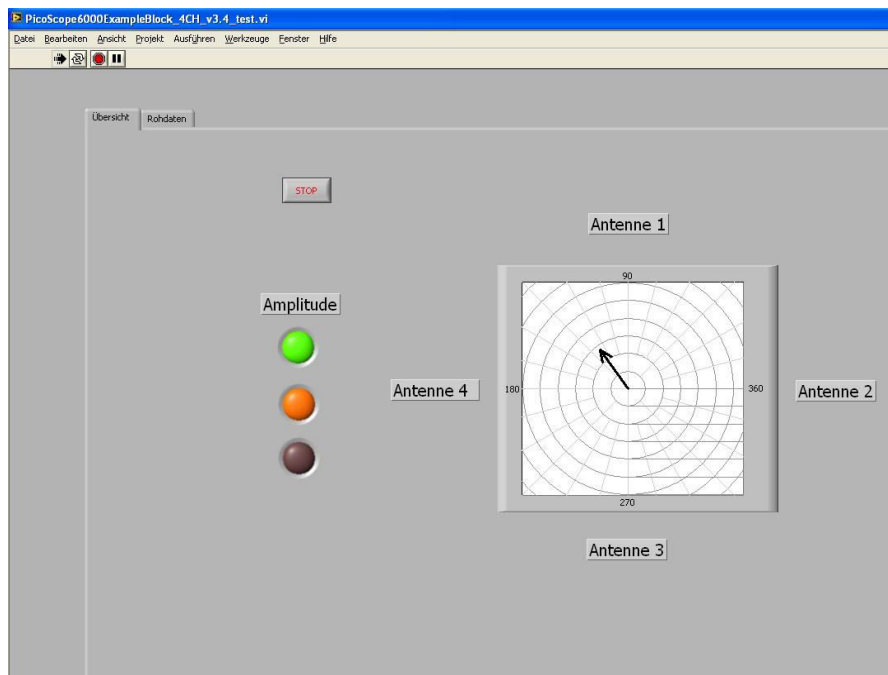 PicoScope6000ExampleBlock_4CH_v3.4_test.vi
Datei Bearbeiten Ansicht Projekt Ausführen Werkzeuge Fenster Hilfe
Übersicht Rohdaten
STOP
Antenne 1
90
Amplitude
Antenne 4 180 360 Antenne 2
270
Antenne 3